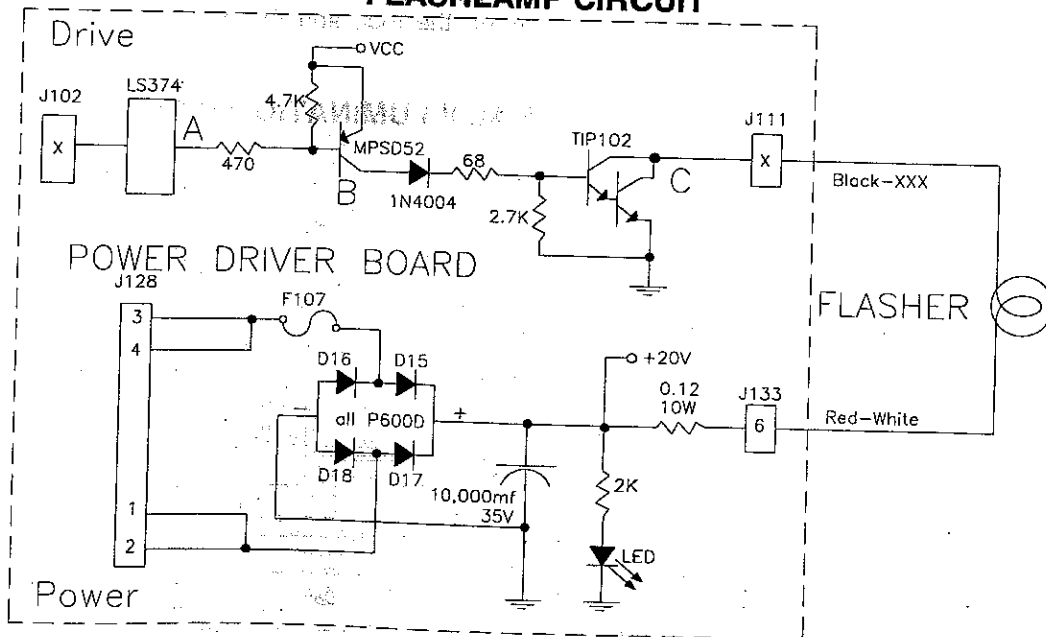 FLASHLAMP CIRCUIT
Drive
VCC
LS374
J102
4.7K
A
X
470
MPSD52
B
1N4004
68
TIP102
2.7K
C
J111
X
Black-XXX
POWER DRIVER BOARD
J128
F107
3
4
D16
D15
all
P600D
D18
D17
+
-
10,000mf
35V
+20V
0.12
10W
J133
6
Red-White
FLASHER
2K
LED
1
2
Power